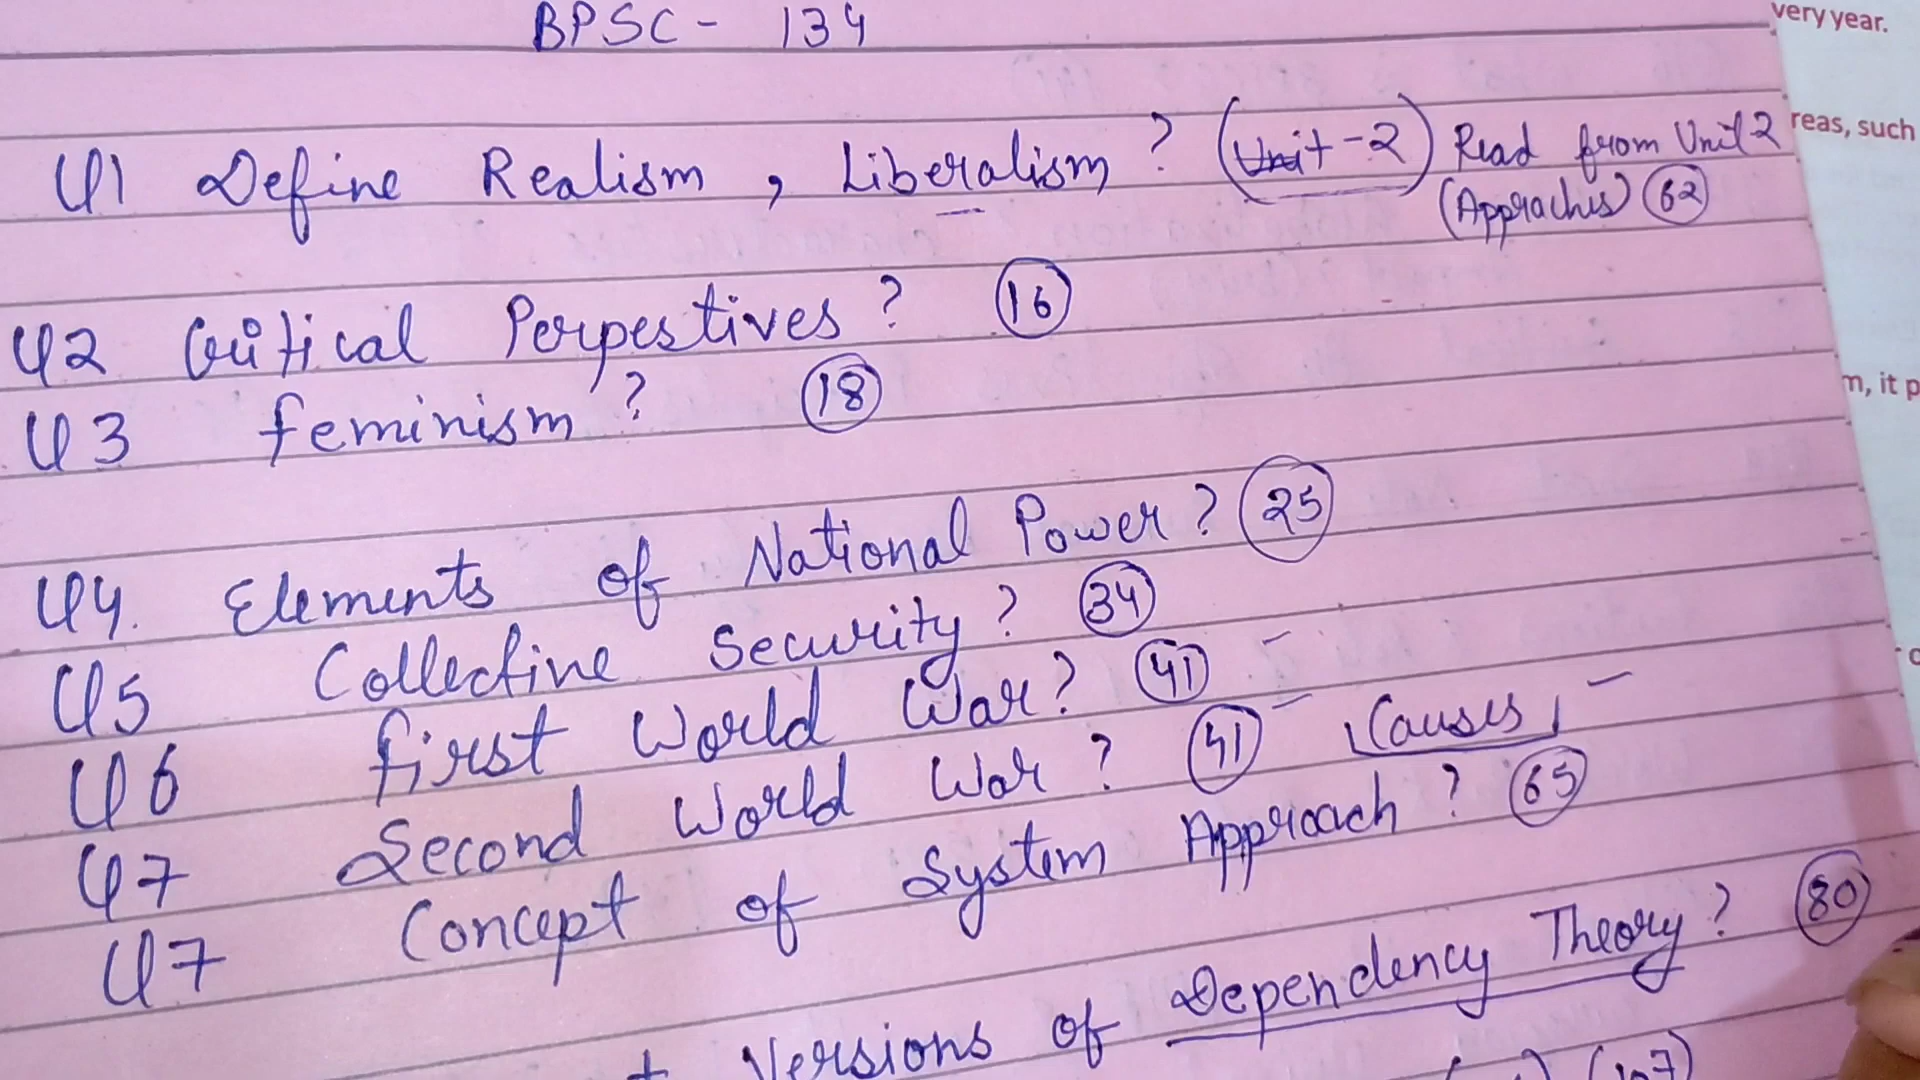 BPSC - 134
very year.
Q1 Define Realism, Liberalism? (Unit-2) Read from Unit 2
(Approaches) 62
reas, such
Q2 Critical Perpestives? 16
Q3 feminism? 18
m, it p
Q4. Elements of National Power? 25
Q5 Collective Security? 34
Q6 first World War? 41
Q7 Second World War? 41 Causes
Q7 Concept of System Approach? 65
Versions of Dependency Theory? 80
(107)